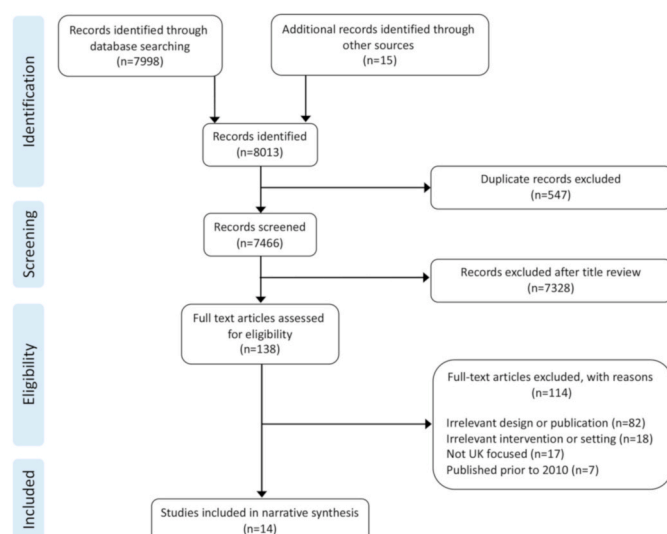 Identification
Records identified through
database searching
(n=7998)
Additional records identified through
other sources
(n=15)
Records identified
(n=8013)
Duplicate records excluded
(n=547)
Screening
Records screened
(n=7466)
Records excluded after title review
(n=7328)
Eligibility
Full text articles assessed
for eligibility
(n=138)
Full-text articles excluded, with reasons
(n=114)
Irrelevant design or publication (n=82)
Irrelevant intervention or setting (n=18)
Not UK focused (n=17)
Published prior to 2010 (n=7)
Included
Studies included in narrative synthesis
(n=14)